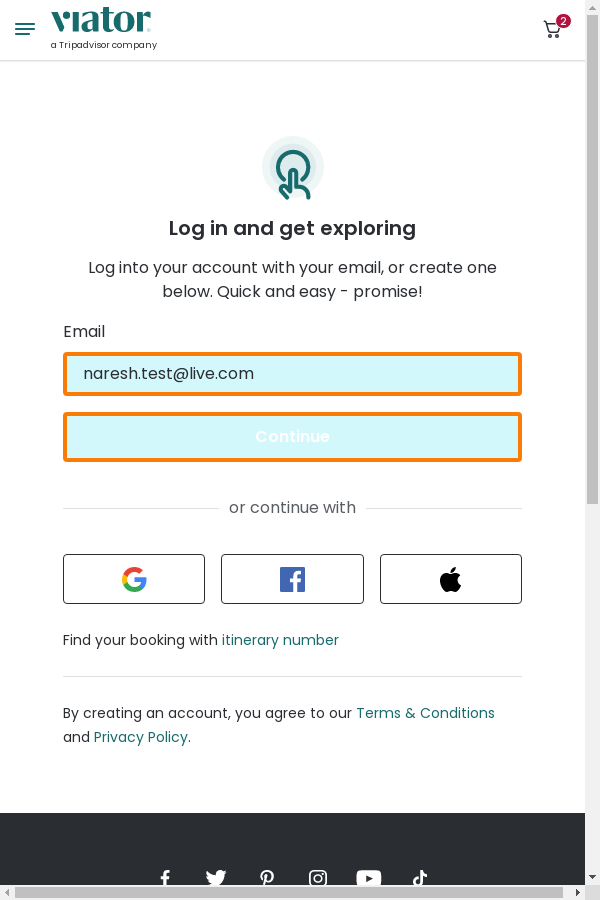 viator
a Tripadvisor company
2
Log in and get exploring
Log into your account with your email, or create one
below. Quick and easy - promise!
Email
naresh.test@live.com
Continue
or continue with
Find your booking with itinerary number
By creating an account, you agree to our Terms & Conditions
and Privacy Policy.